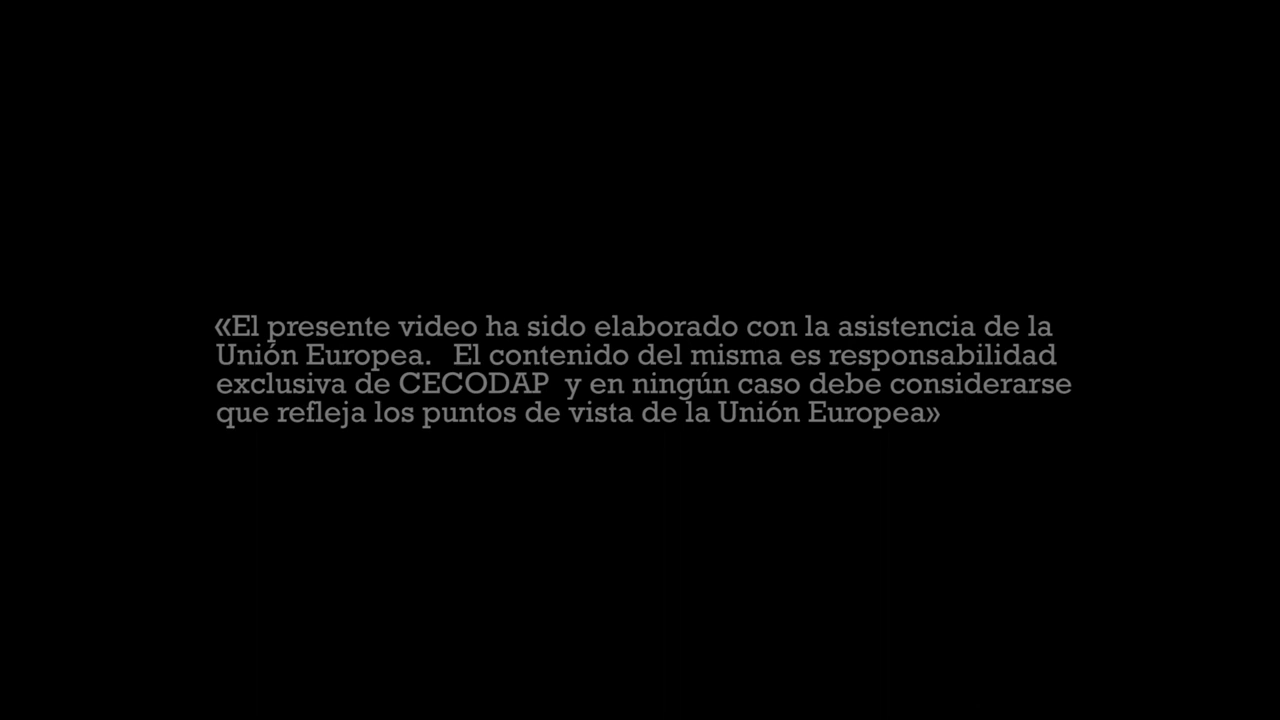 «El presente video ha sido elaborado con la asistencia de la
Unión Europea.   El contenido del misma es responsabilidad
exclusiva de CECODAP  y en ningún caso debe considerarse
que refleja los puntos de vista de la Unión Europea»